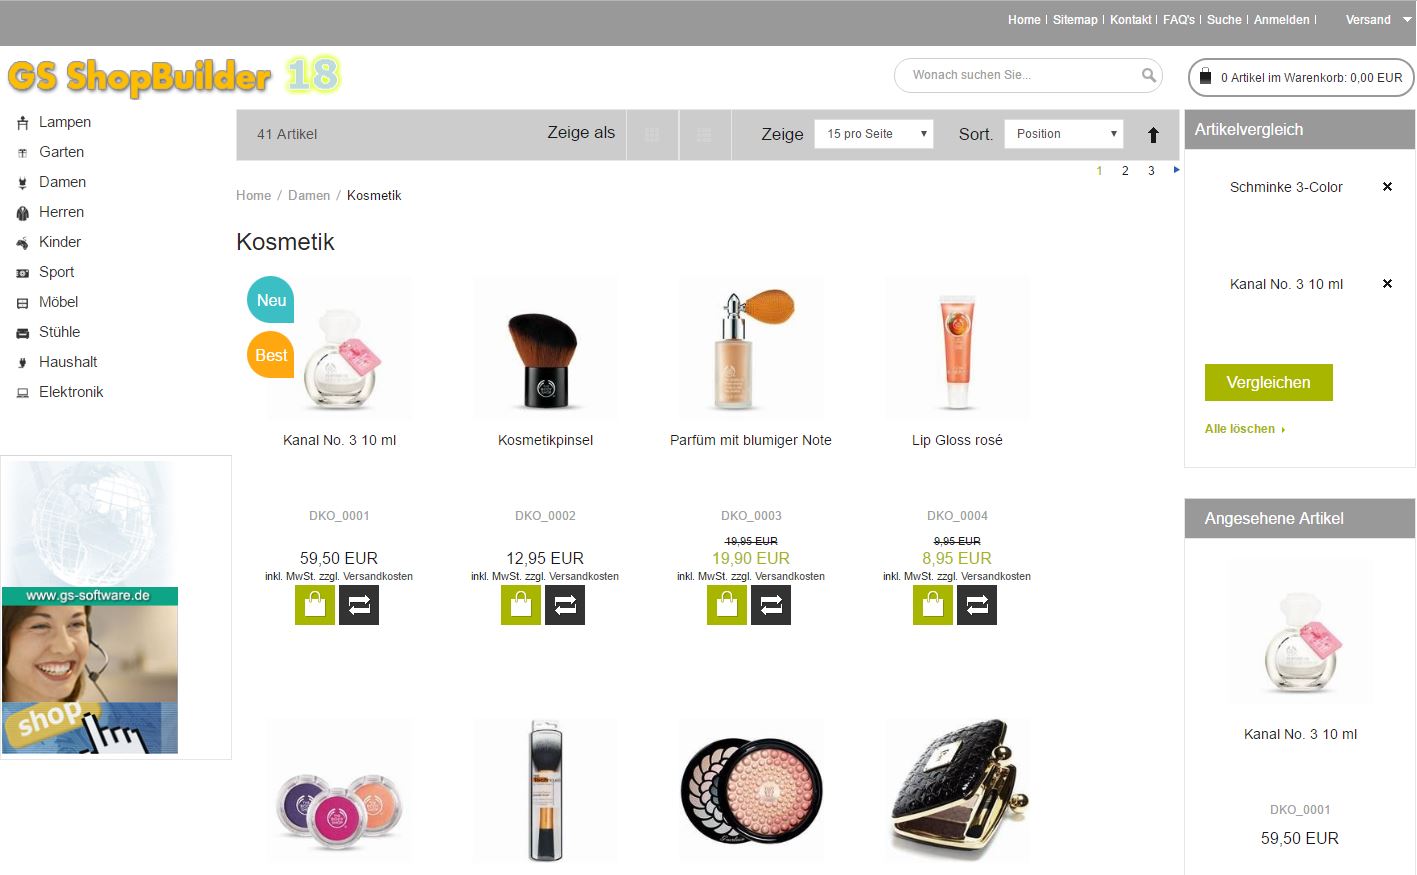 Home | Sitemap | Kontakt | FAQ's | Suche | Anmelden | Versand
GS ShopBuilder 18
Wonach suchen Sie...
0 Artikel im Warenkorb: 0,00 EUR
Lampen
Garten
Damen
Herren
Kinder
Sport
Möbel
Stühle
Haushalt
Elektronik
www.gs-software.de
shop
41 Artikel Zeige als Zeige 15 pro Seite Sort. Position
1 2 3
Home / Damen / Kosmetik
Kosmetik
Neu
Best
Kanal No. 3 10 ml Kosmetikpinsel Parfüm mit blumiger Note Lip Gloss rosé
DKO_0001 DKO_0002 DKO_0003 DKO_0004
19,95 EUR 9,95 EUR
59,50 EUR 12,95 EUR 19,90 EUR 8,95 EUR
inkl. MwSt. zzgl. Versandkosten inkl. MwSt. zzgl. Versandkosten inkl. MwSt. zzgl. Versandkosten inkl. MwSt. zzgl. Versandkosten
Artikelvergleich
Schminke 3-Color
Kanal No. 3 10 ml
Vergleichen
Alle löschen
Angesehene Artikel
Kanal No. 3 10 ml
DKO_0001
59,50 EUR